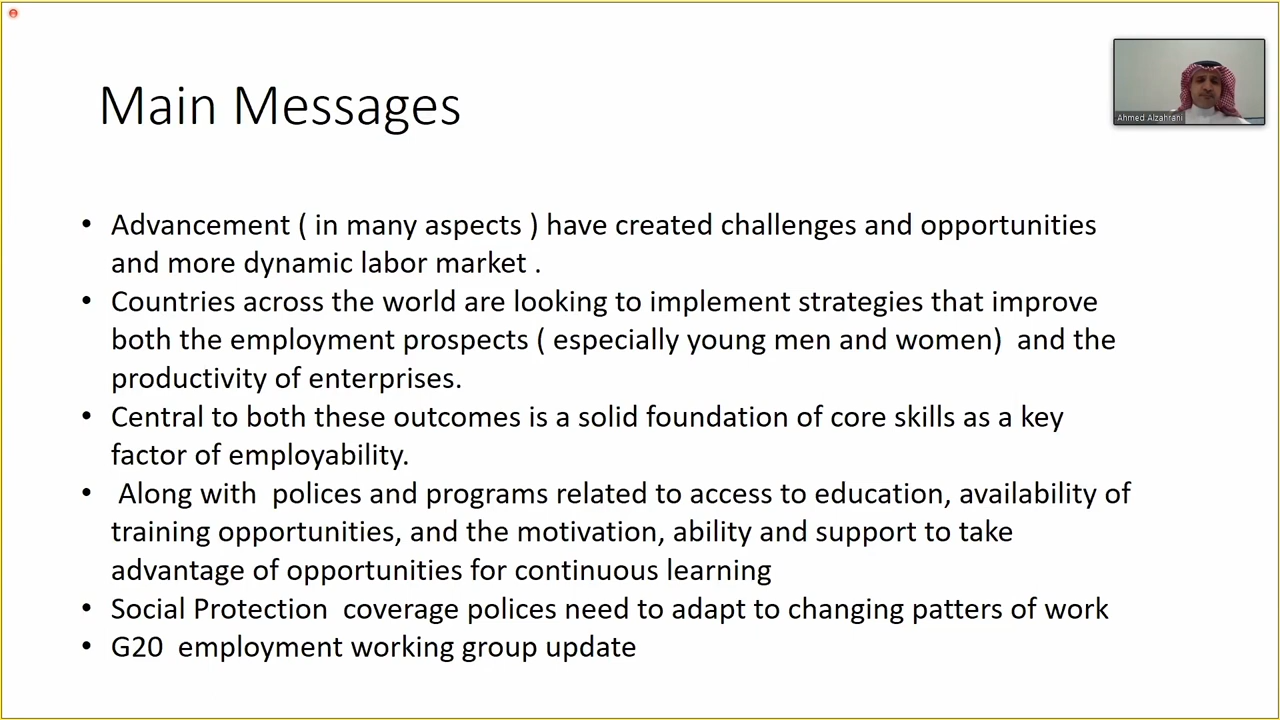 Main Messages
Ahmed Alzahrani
• Advancement ( in many aspects ) have created challenges and opportunities
and more dynamic labor market .
• Countries across the world are looking to implement strategies that improve
both the employment prospects ( especially young men and women)  and the
productivity of enterprises.
• Central to both these outcomes is a solid foundation of core skills as a key
factor of employability.
•  Along with  polices and programs related to access to education, availability of
training opportunities, and the motivation, ability and support to take
advantage of opportunities for continuous learning
• Social Protection  coverage polices need to adapt to changing patters of work
• G20  employment working group update